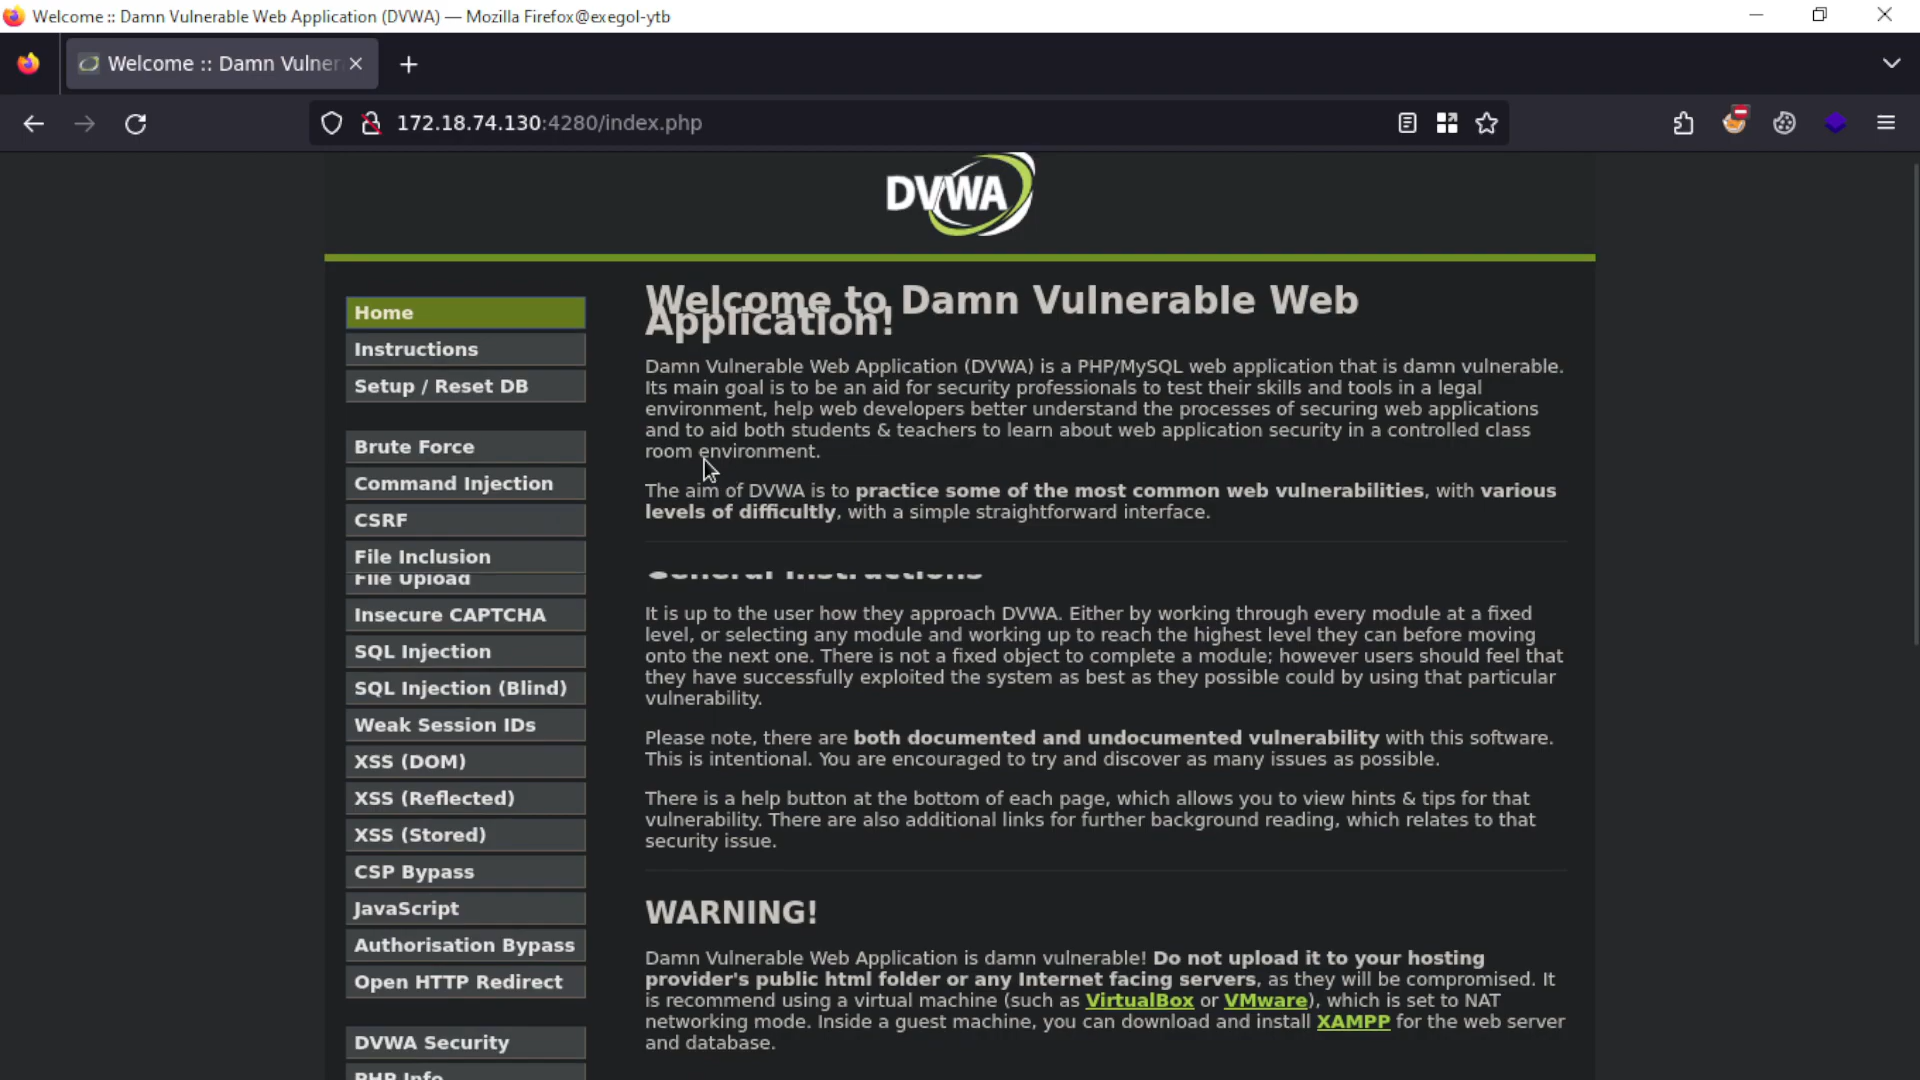 Welcome :: Damn Vulnerable Web Application (DVWA) — Mozilla Firefox@exegol-ytb
Welcome :: Damn Vulner
172.18.74.130:4280/index.php
DVWA
Home
Instructions
Setup / Reset DB
Brute Force
Command Injection
CSRF
File Inclusion
File Upload
Insecure CAPTCHA
SQL Injection
SQL Injection (Blind)
Weak Session IDs
XSS (DOM)
XSS (Reflected)
XSS (Stored)
CSP Bypass
JavaScript
Authorisation Bypass
Open HTTP Redirect
DVWA Security
PHP Info
Welcome to Damn Vulnerable Web
Application!
Damn Vulnerable Web Application (DVWA) is a PHP/MySQL web application that is damn vulnerable.
Its main goal is to be an aid for security professionals to test their skills and tools in a legal
environment, help web developers better understand the processes of securing web applications
and to aid both students & teachers to learn about web application security in a controlled class
room environment.
The aim of DVWA is to practice some of the most common web vulnerabilities, with various
levels of difficultly, with a simple straightforward interface.
General Instructions
It is up to the user how they approach DVWA. Either by working through every module at a fixed
level, or selecting any module and working up to reach the highest level they can before moving
onto the next one. There is not a fixed object to complete a module; however users should feel that
they have successfully exploited the system as best as they possible could by using that particular
vulnerability.
Please note, there are both documented and undocumented vulnerability with this software.
This is intentional. You are encouraged to try and discover as many issues as possible.
There is a help button at the bottom of each page, which allows you to view hints & tips for that
vulnerability. There are also additional links for further background reading, which relates to that
security issue.
WARNING!
Damn Vulnerable Web Application is damn vulnerable! Do not upload it to your hosting
provider's public html folder or any Internet facing servers, as they will be compromised. It
is recommend using a virtual machine (such as VirtualBox or VMware), which is set to NAT
networking mode. Inside a guest machine, you can download and install XAMPP for the web server
and database.